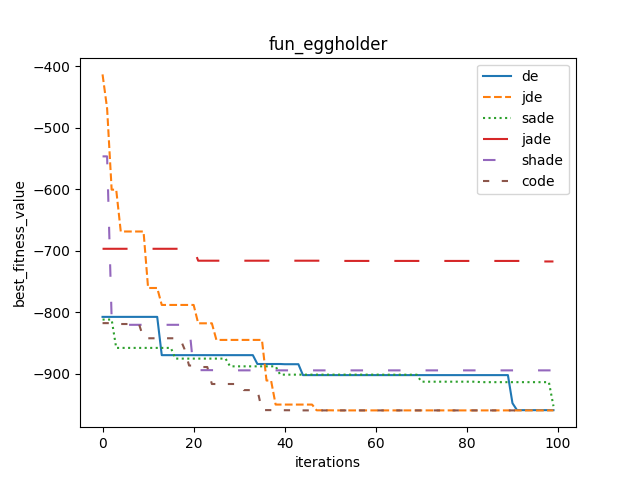 fun_eggholder
best_fitness_value
−400
−500
−600
−700
−800
−900
0
20
40
60
80
100
iterations
de
jde
sade
jade
shade
code